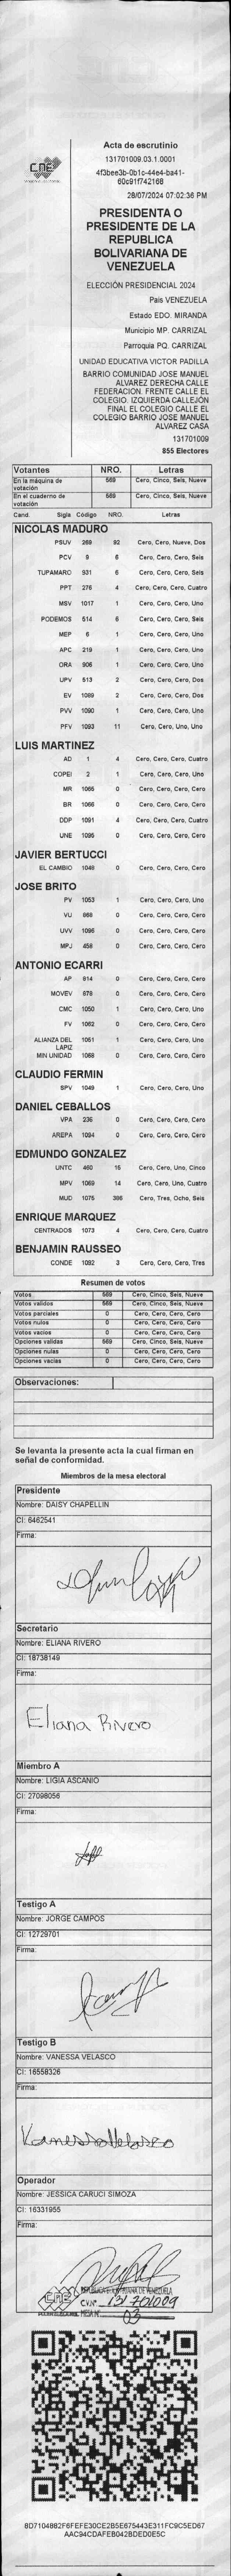 CNE
Acta de escrutinio
131701009.03.1.0001
4f3bee3b-0b1c-44e4-ba41-
60c91f742168
28/07/2024 07:02:36 PM
PRESIDENTA O
PRESIDENTE DE LA
REPUBLICA
BOLIVARIANA DE
VENEZUELA
ELECCIÓN PRESIDENCIAL 2024
Pais VENEZUELA
Estado EDO. MIRANDA
Municipio MP. CARRIZAL
Parroquia PQ. CARRIZAL
UNIDAD EDUCATIVA VICTOR PADILLA
BARRIO COMUNIDAD JOSE MANUEL
ALVAREZ DERECHA CALLE
FEDERACION. FRENTE CALLE EL
COLEGIO. IZQUIERDA CALLEJÓN
FINAL EL COLEGIO CALLE EL
COLEGIO BARRIO JOSE MANUEL
ALVAREZ CASA
131701009
855 Electores
Votantes NRO. Letras
En la máquina de votación 569 Cero, Cinco, Seis, Nueve
En el cuaderno de votación 569 Cero, Cinco, Seis, Nueve
Cand. Sigla Código NRO. Letras
NICOLAS MADURO
PSUV 269 92 Cero, Cero, Nueve, Dos
PCV 9 6 Cero, Cero, Cero, Seis
TUPAMARO 931 6 Cero, Cero, Cero, Seis
PPT 276 4 Cero, Cero, Cero, Cuatro
MSV 1017 1 Cero, Cero, Cero, Uno
PODEMOS 514 6 Cero, Cero, Cero, Seis
MEP 6 1 Cero, Cero, Cero, Uno
APC 219 1 Cero, Cero, Cero, Uno
ORA 906 1 Cero, Cero, Cero, Uno
UPV 513 2 Cero, Cero, Cero, Dos
EV 1089 2 Cero, Cero, Cero, Dos
PVV 1090 1 Cero, Cero, Cero, Uno
PFV 1093 11 Cero, Cero, Uno, Uno
LUIS MARTINEZ
AD 1 4 Cero, Cero, Cero, Cuatro
COPEI 2 1 Cero, Cero, Cero, Uno
MR 1065 0 Cero, Cero, Cero, Cero
BR 1066 0 Cero, Cero, Cero, Cero
DDP 1091 4 Cero, Cero, Cero, Cuatro
UNE 1095 0 Cero, Cero, Cero, Cero
JAVIER BERTUCCI
EL CAMBIO 1048 0 Cero, Cero, Cero, Cero
JOSE BRITO
PV 1053 1 Cero, Cero, Cero, Uno
VU 868 0 Cero, Cero, Cero, Cero
UVV 1096 0 Cero, Cero, Cero, Cero
MPJ 458 0 Cero, Cero, Cero, Cero
ANTONIO ECARRI
AP 814 0 Cero, Cero, Cero, Cero
MOVEV 979 0 Cero, Cero, Cero, Cero
CMC 1050 1 Cero, Cero, Cero, Uno
FV 1062 0 Cero, Cero, Cero, Cero
ALIANZA DEL LAPIZ 1051 1 Cero, Cero, Cero, Uno
MIN UNIDAD 1068 0 Cero, Cero, Cero, Cero
CLAUDIO FERMIN
SPV 1049 1 Cero, Cero, Cero, Uno
DANIEL CEBALLOS
VPA 236 0 Cero, Cero, Cero, Cero
AREPA 1094 0 Cero, Cero, Cero, Cero
EDMUNDO GONZALEZ
UNTC 460 15 Cero, Cero, Uno, Cinco
MPV 1069 14 Cero, Cero, Uno, Cuatro
MUD 1075 386 Cero, Tres, Ocho, Seis
ENRIQUE MARQUEZ
CENTRADOS 1073 4 Cero, Cero, Cero, Cuatro
BENJAMIN RAUSSEO
CONDE 1082 3 Cero, Cero, Cero, Tres
Resumen de votos
Votos 569 Cero, Cinco, Seis, Nueve
Votos validos 569 Cero, Cinco, Seis, Nueve
Votos parciales 0 Cero, Cero, Cero, Cero
Votos nulos 0 Cero, Cero, Cero, Cero
Votos vacios 0 Cero, Cero, Cero, Cero
Opciones validas 569 Cero, Cinco, Seis, Nueve
Opciones nulas 0 Cero, Cero, Cero, Cero
Opciones vacias 0 Cero, Cero, Cero, Cero
Observaciones:
Se levanta la presente acta la cual firman en
señal de conformidad.
Miembros de la mesa electoral
Presidente
Nombre: DAISY CHAPELLIN
CI: 6462541
Firma:
Secretario
Nombre: ELIANA RIVERO
CI: 18738149
Firma:
Eliana Rivero
Miembro A
Nombre: LIGIA ASCANIO
CI: 27098056
Firma:
Testigo A
Nombre: JORGE CAMPOS
CI: 12729701
Firma:
Testigo B
Nombre: VANESSA VELASCO
CI: 16558326
Firma:
Vanessa Velasco
Operador
Nombre: JESSICA CARUCI SIMOZA
CI: 16331955
Firma:
CNE
REPUBLICA BOLIVARIANA DE VENEZUELA
C.V.Nº 131701009
MESA Nº 03
8D7104882F6FEFE30CE2B5E675443E311FC9C5ED67
AAC94CDAFEB042BDED0E5C